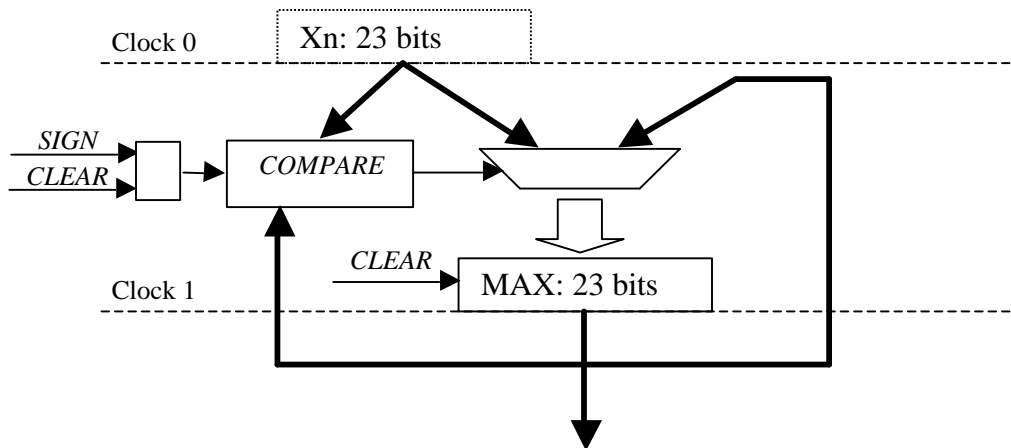 Clock 0
Xn: 23 bits
SIGN
CLEAR
COMPARE
CLEAR
MAX: 23 bits
Clock 1